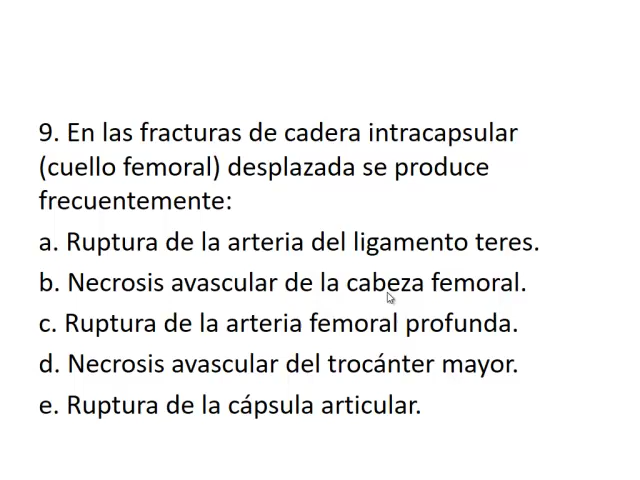 9. En las fracturas de cadera intracapsular
(cuello femoral) desplazada se produce
frecuentemente:
a. Ruptura de la arteria del ligamento teres.
b. Necrosis avascular de la cabeza femoral.
c. Ruptura de la arteria femoral profunda.
d. Necrosis avascular del trocánter mayor.
e. Ruptura de la cápsula articular.